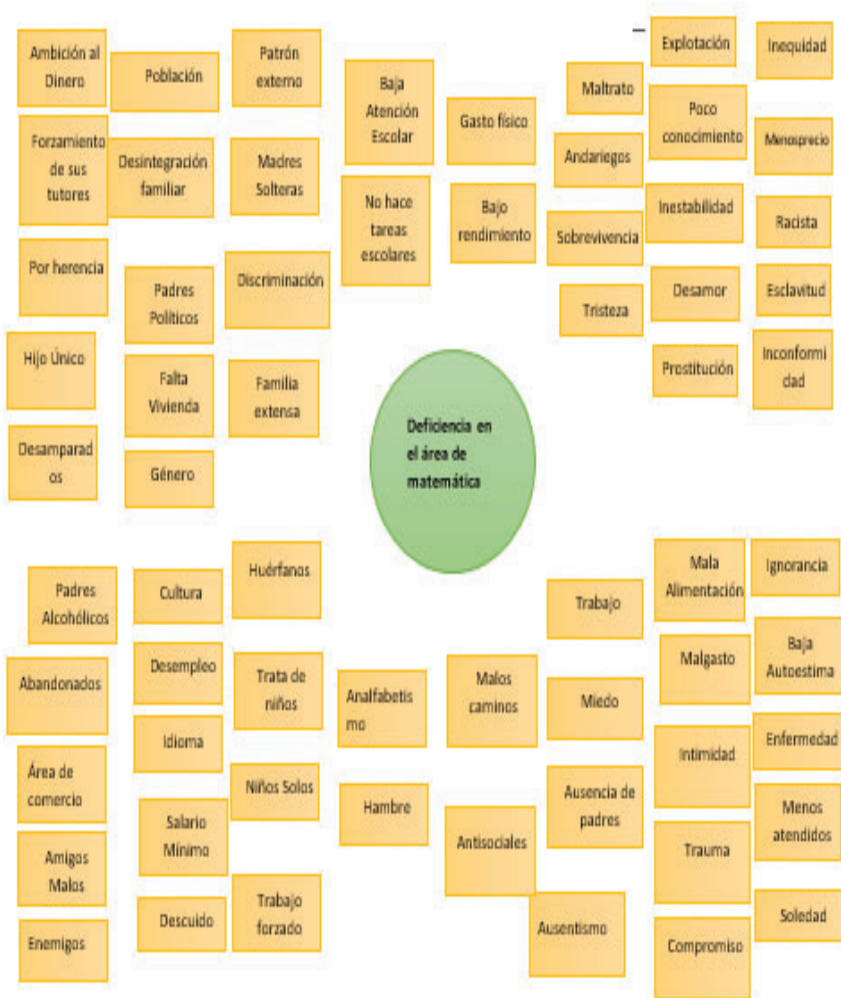 Ambición al
Dinero
Población
Patrón
externo
Forzamiento
de sus
tutores
Desintegración
familiar
Madres
Solteras
Por herencia
Padres
Políticos
Discriminación
Hijo Único
Falta
Vivienda
Familia
extensa
Desamparad
os
Género
Baja
Atención
Escolar
Gasto físico
No hace
tareas
escolares
Bajo
rendimiento
Explotación
Inequidad
Maltrato
Poco
conocimiento
Menosprecio
Andariegos
Inestabilidad
Racista
Sobrevivencia
Desamor
Esclavitud
Tristeza
Prostitución
Inconformi
dad
Deficiencia en
el área de
matemática
Padres
Alcohólicos
Cultura
Huérfanos
Abandonados
Desempleo
Trata de
niños
Área de
comercio
Idioma
Niños Solos
Amigos
Malos
Salario
Mínimo
Enemigos
Descuido
Trabajo
forzado
Analfabetis
mo
Malos
caminos
Hambre
Antisociales
Trabajo
Mala
Alimentación
Ignorancia
Miedo
Malgasto
Baja
Autoestima
Ausencia de
padres
Intimidad
Enfermedad
Trauma
Menos
atendidos
Ausentismo
Compromiso
Soledad